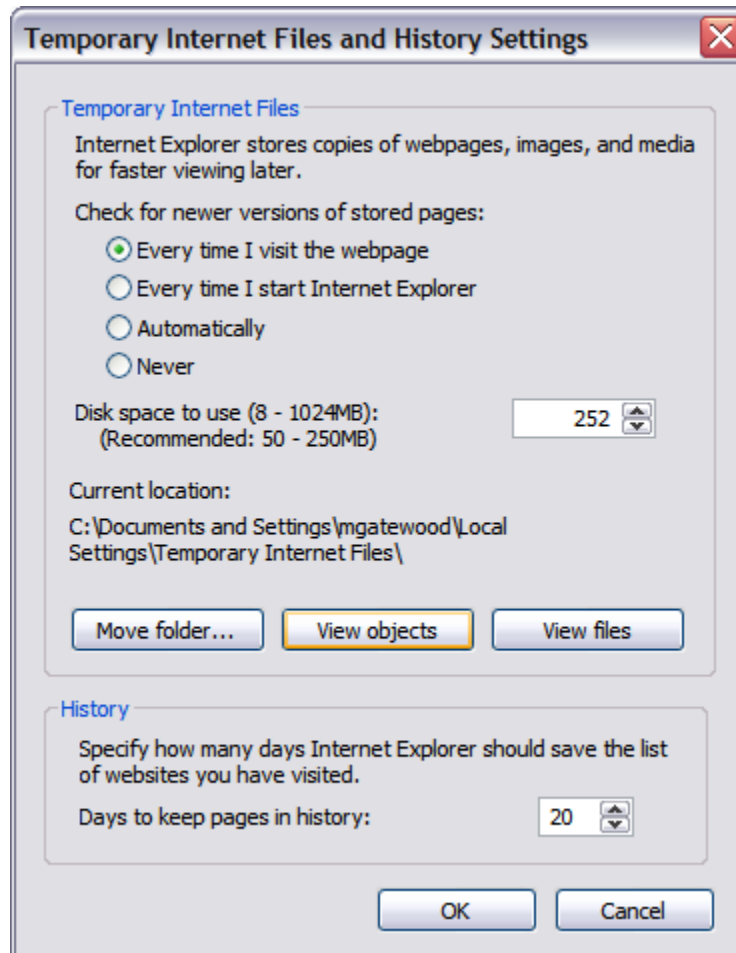 Temporary Internet Files and History Settings
Temporary Internet Files
Internet Explorer stores copies of webpages, images, and media
for faster viewing later.
Check for newer versions of stored pages:
Every time I visit the webpage
Every time I start Internet Explorer
Automatically
Never
Disk space to use (8 - 1024MB):
252
(Recommended: 50 - 250MB)
Current location:
C:\Documents and Settings\mgatewood\Local
Settings\Temporary Internet Files\
Move folder... View objects View files
History
Specify how many days Internet Explorer should save the list
of websites you have visited.
Days to keep pages in history: 20
OK Cancel